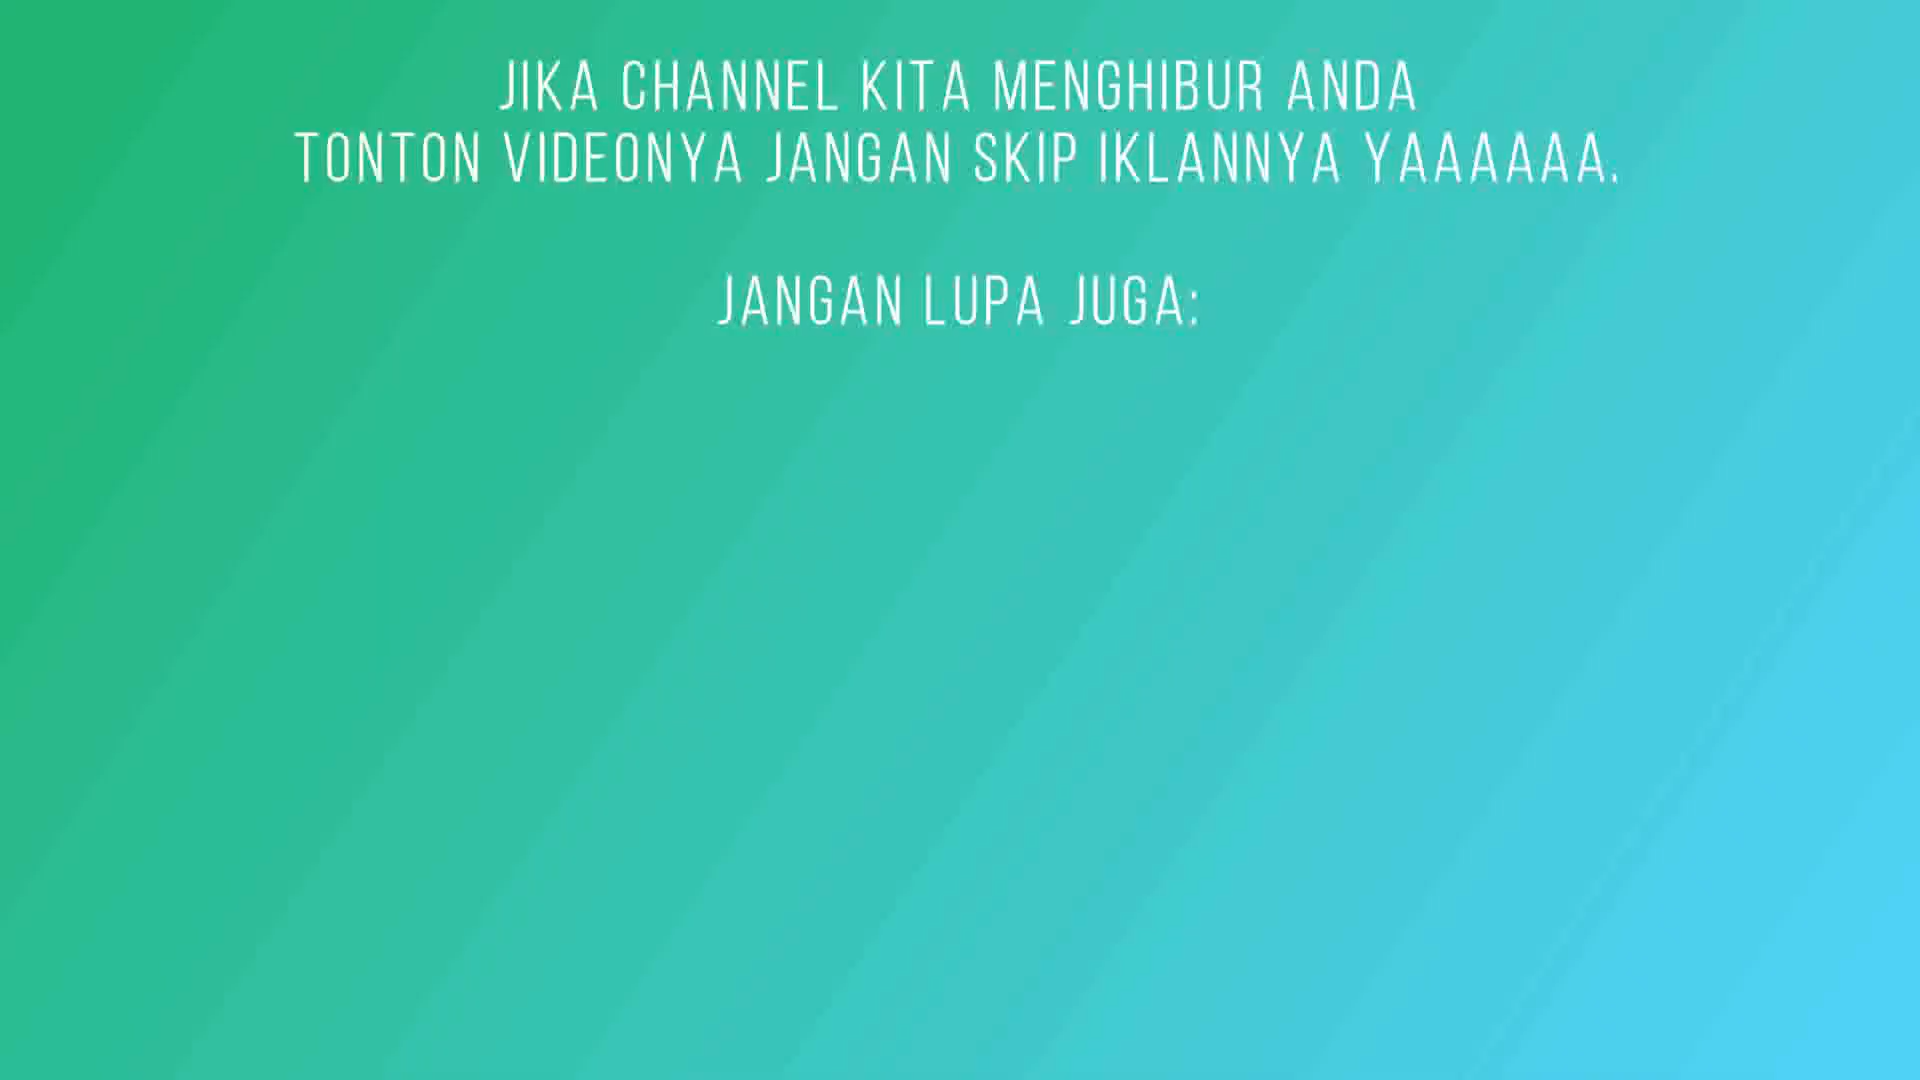 JIKA CHANNEL KITA MENGHIBUR ANDA
TONTON VIDEONYA JANGAN SKIP IKLANNYA YAAAAAA.
JANGAN LUPA JUGA: